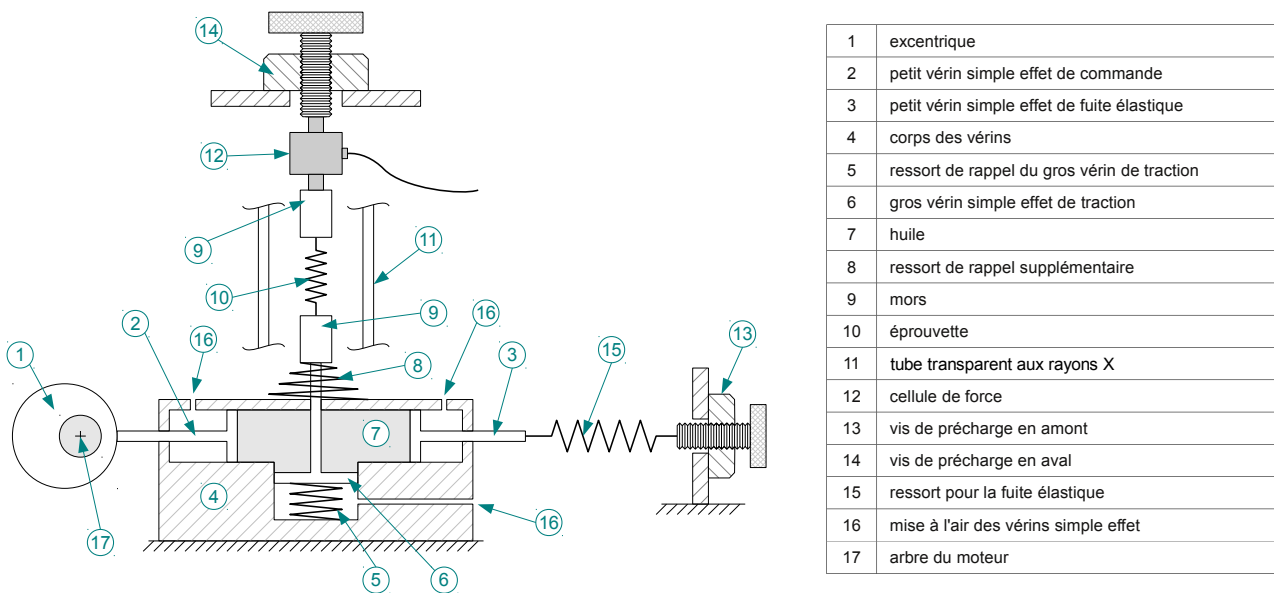 14
12
9
11
10
2
16
9
16
1
8
3
15
13
7
4
16
17
5
6
1 excentrique
2 petit vérin simple effet de commande
3 petit vérin simple effet de fuite élastique
4 corps des vérins
5 ressort de rappel du gros vérin de traction
6 gros vérin simple effet de traction
7 huile
8 ressort de rappel supplémentaire
9 mors
10 éprouvette
11 tube transparent aux rayons X
12 cellule de force
13 vis de précharge en amont
14 vis de précharge en aval
15 ressort pour la fuite élastique
16 mise à l'air des vérins simple effet
17 arbre du moteur